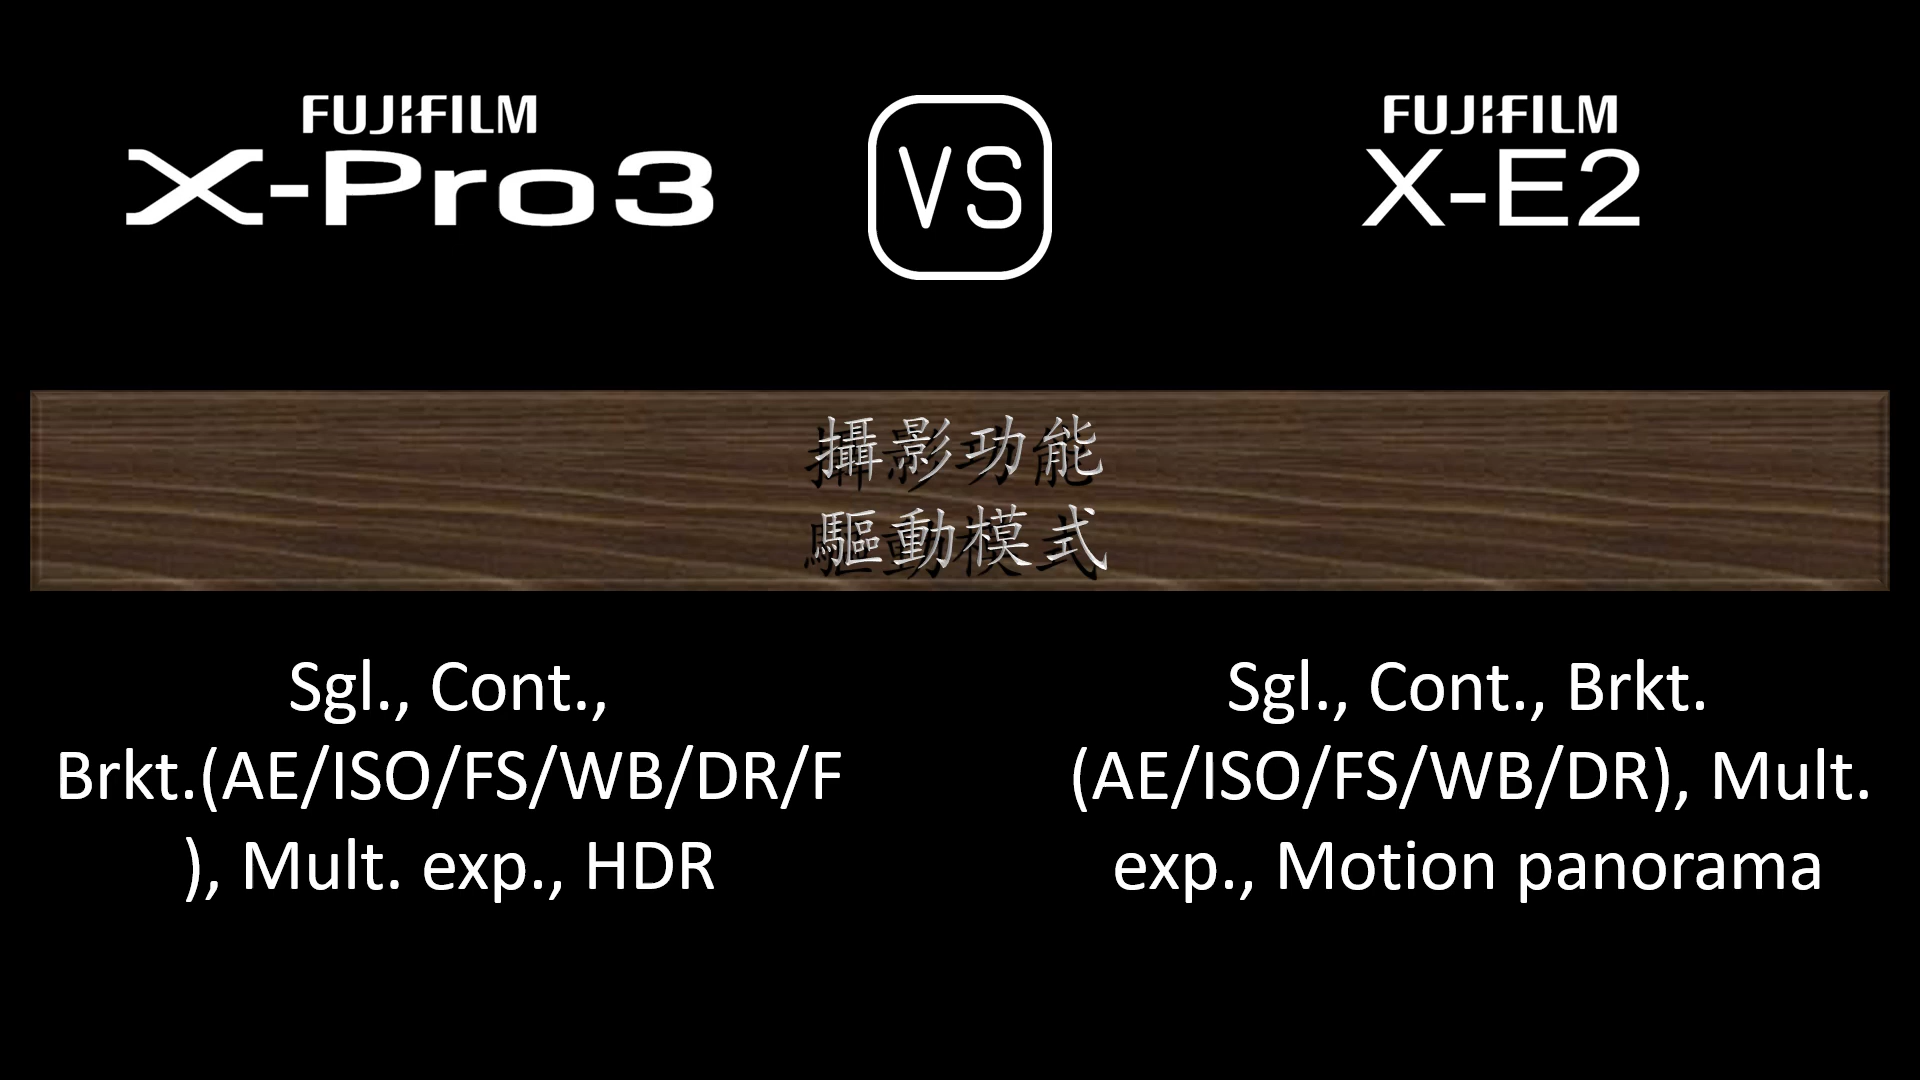 FUJIFILM
X-Pro3
VS
FUJIFILM
X-E2
攝影功能
驅動模式
Sgl., Cont.,
Brkt.(AE/ISO/FS/WB/DR/F
), Mult. exp., HDR
Sgl., Cont., Brkt.
(AE/ISO/FS/WB/DR), Mult.
exp., Motion panorama